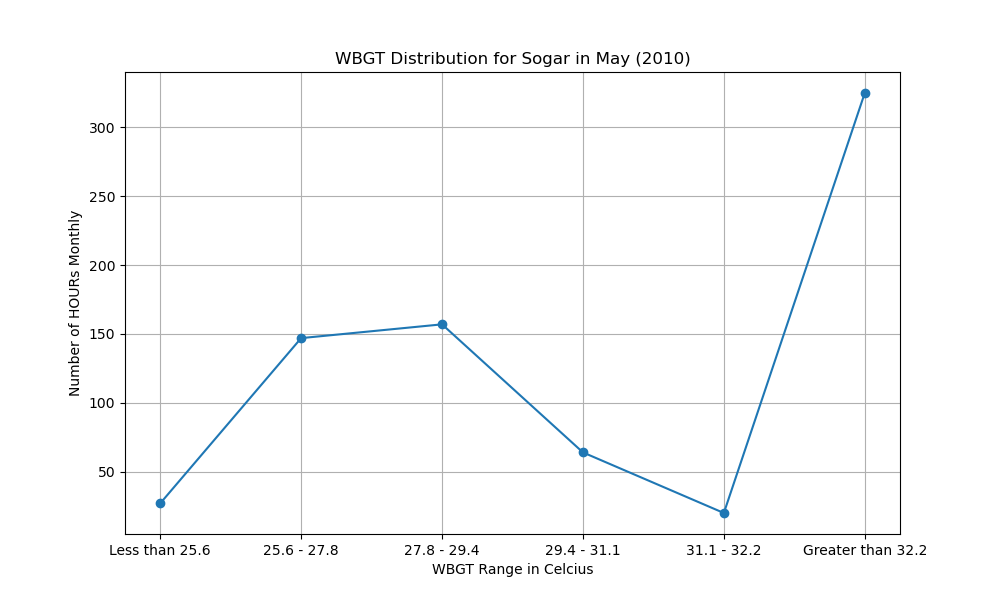 WBGT Distribution for Sogar in May (2010)
Number of HOURs Monthly
300
250
200
150
100
50
Less than 25.6
25.6 - 27.8
27.8 - 29.4
29.4 - 31.1
31.1 - 32.2
Greater than 32.2
WBGT Range in Celcius